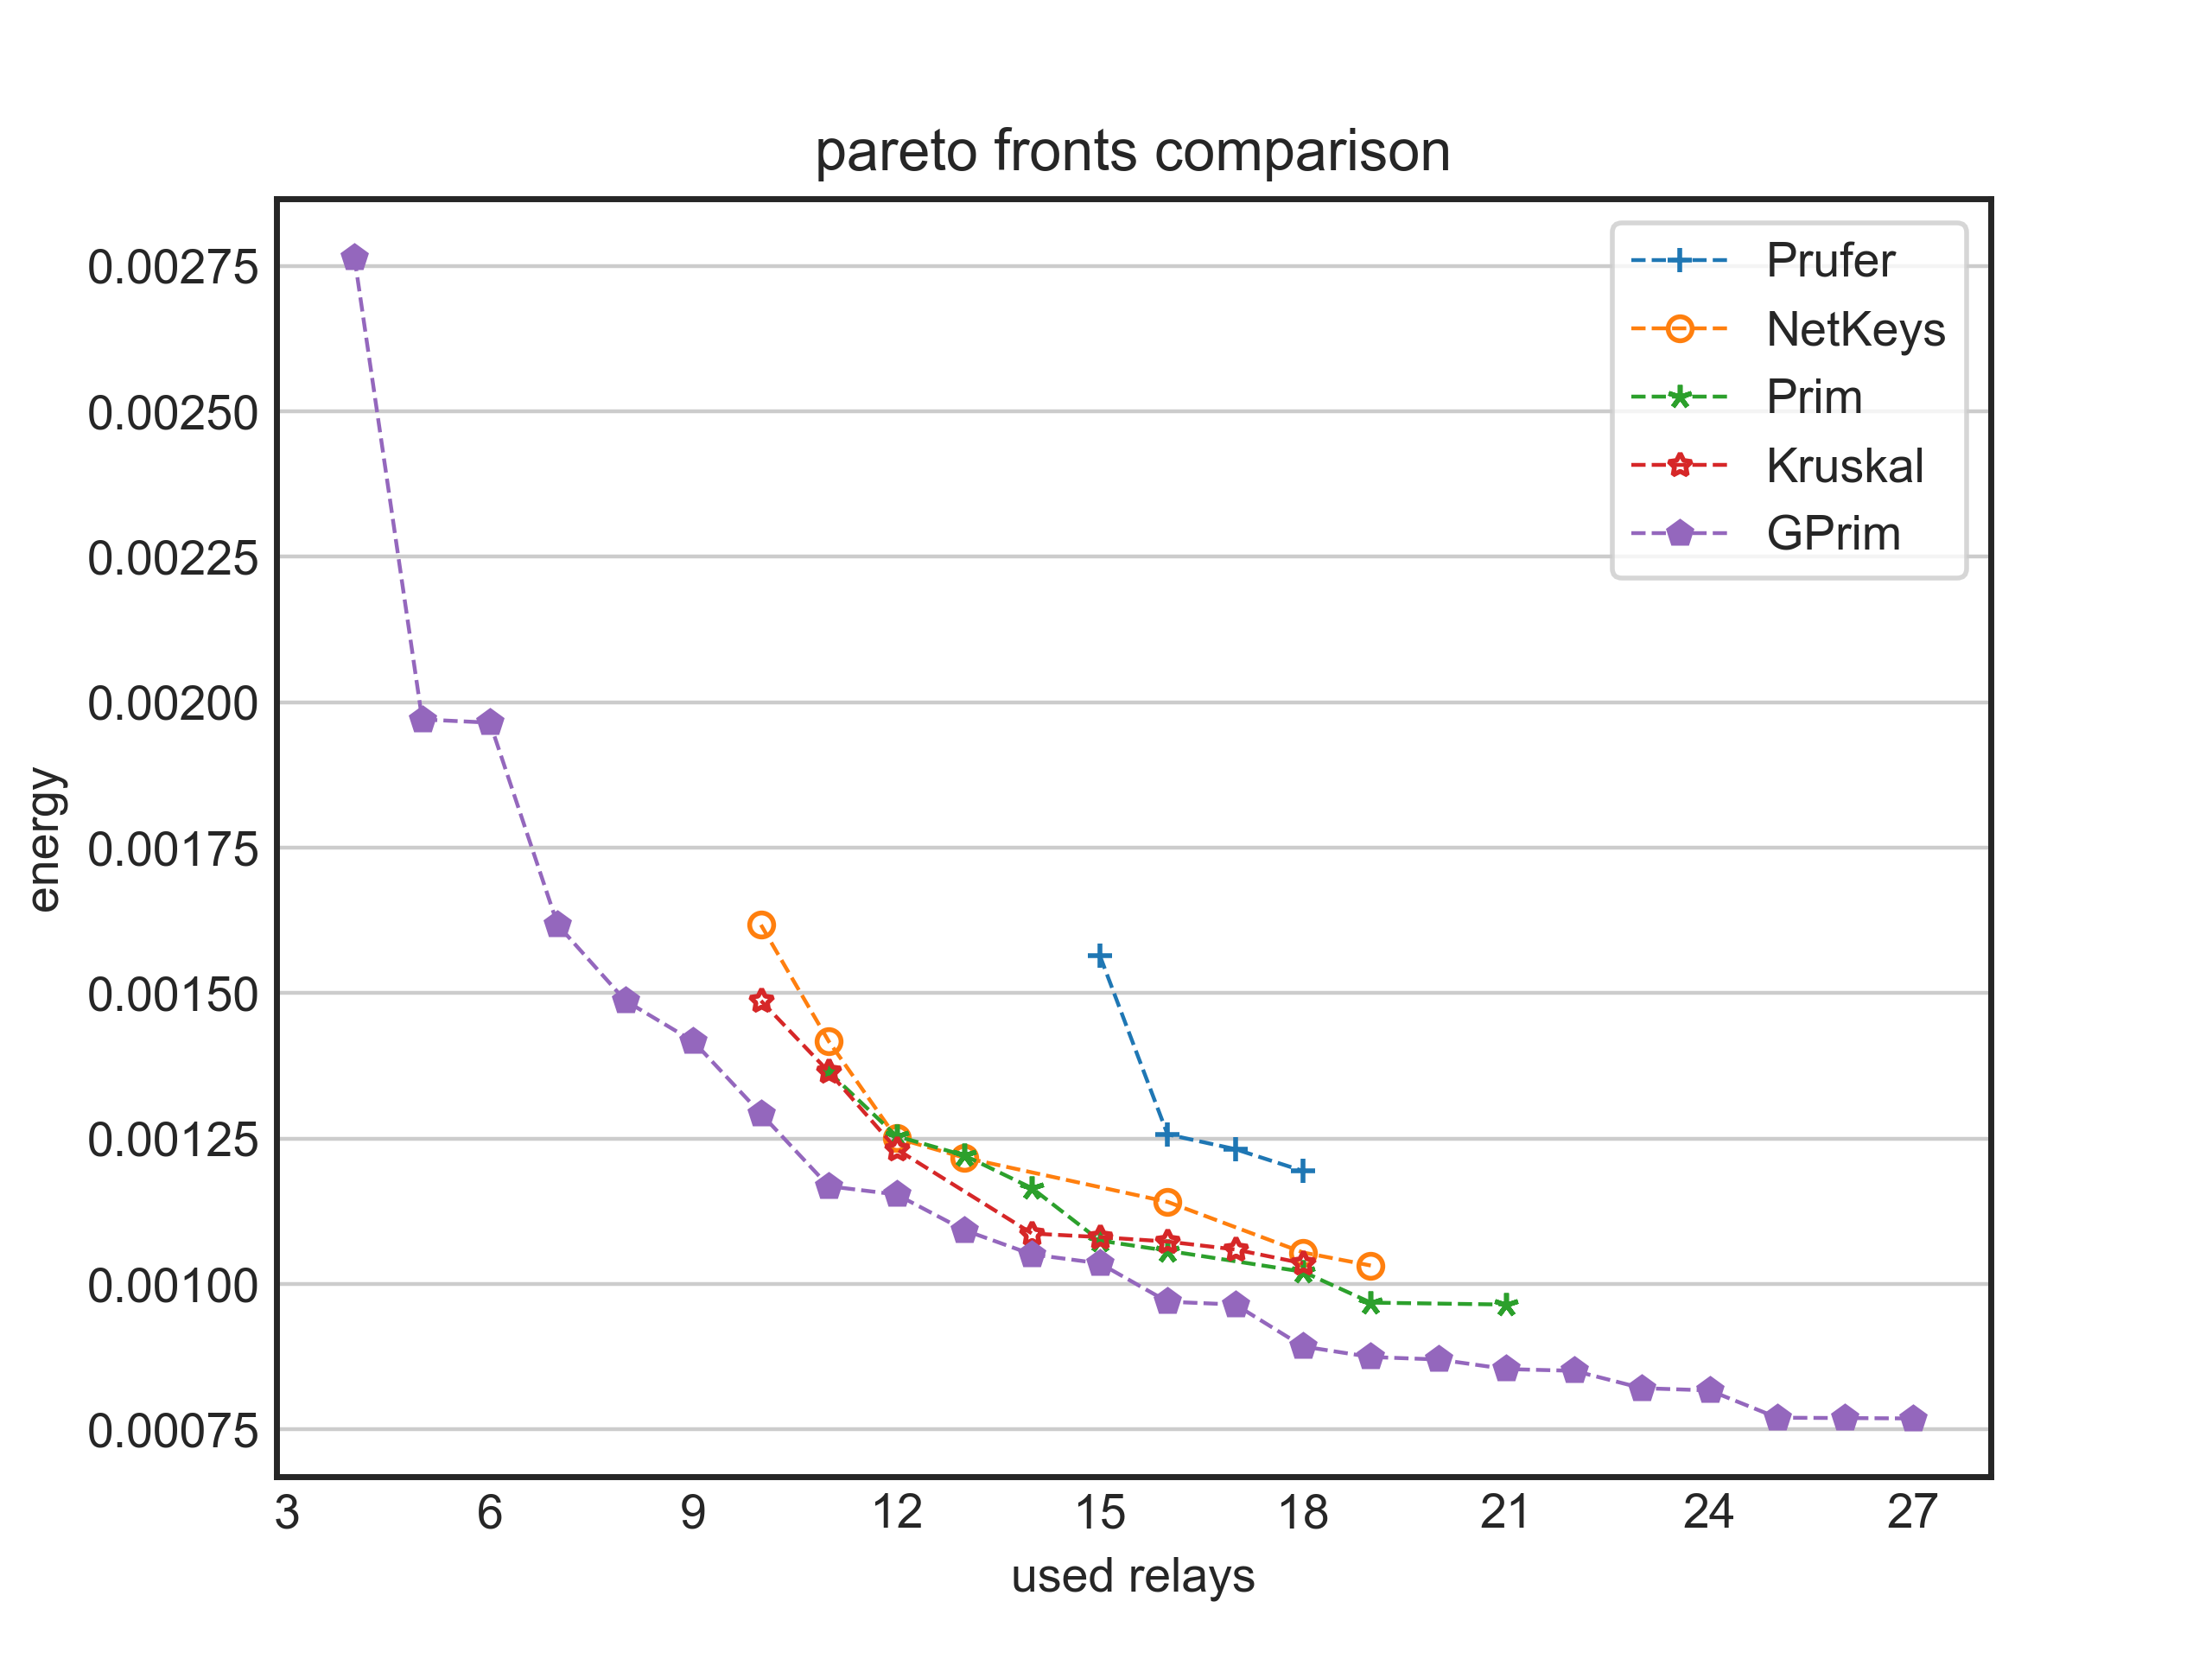 pareto fronts comparison
0.00275
0.00250
0.00225
0.00200
0.00175
0.00150
0.00125
0.00100
0.00075
energy
3 6 9 12 15 18 21 24 27
used relays
Prufer
NetKeys
Prim
Kruskal
GPrim